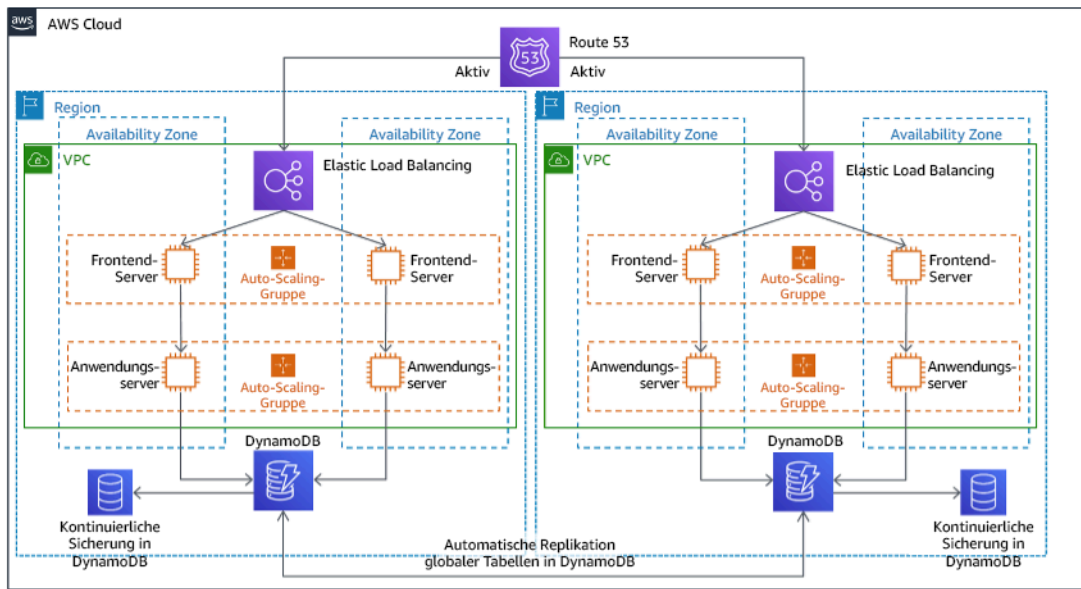 aws
AWS Cloud
Route 53
53
Aktiv
Aktiv
Region
Availability Zone
Availability Zone
VPC
Elastic Load Balancing
Frontend-
Server
Auto-Scaling-
Gruppe
Frontend-
Server
Anwendungs-
server
Auto-Scaling-
Gruppe
Anwendungs-
server
DynamoDB
Kontinuierliche
Sicherung in
DynamoDB
Region
Availability Zone
Availability Zone
VPC
Elastic Load Balancing
Frontend-
Server
Auto-Scaling-
Gruppe
Frontend-
Server
Anwendungs-
server
Auto-Scaling-
Gruppe
Anwendungs-
server
DynamoDB
Kontinuierliche
Sicherung in
DynamoDB
Automatische Replikation
globaler Tabellen in DynamoDB